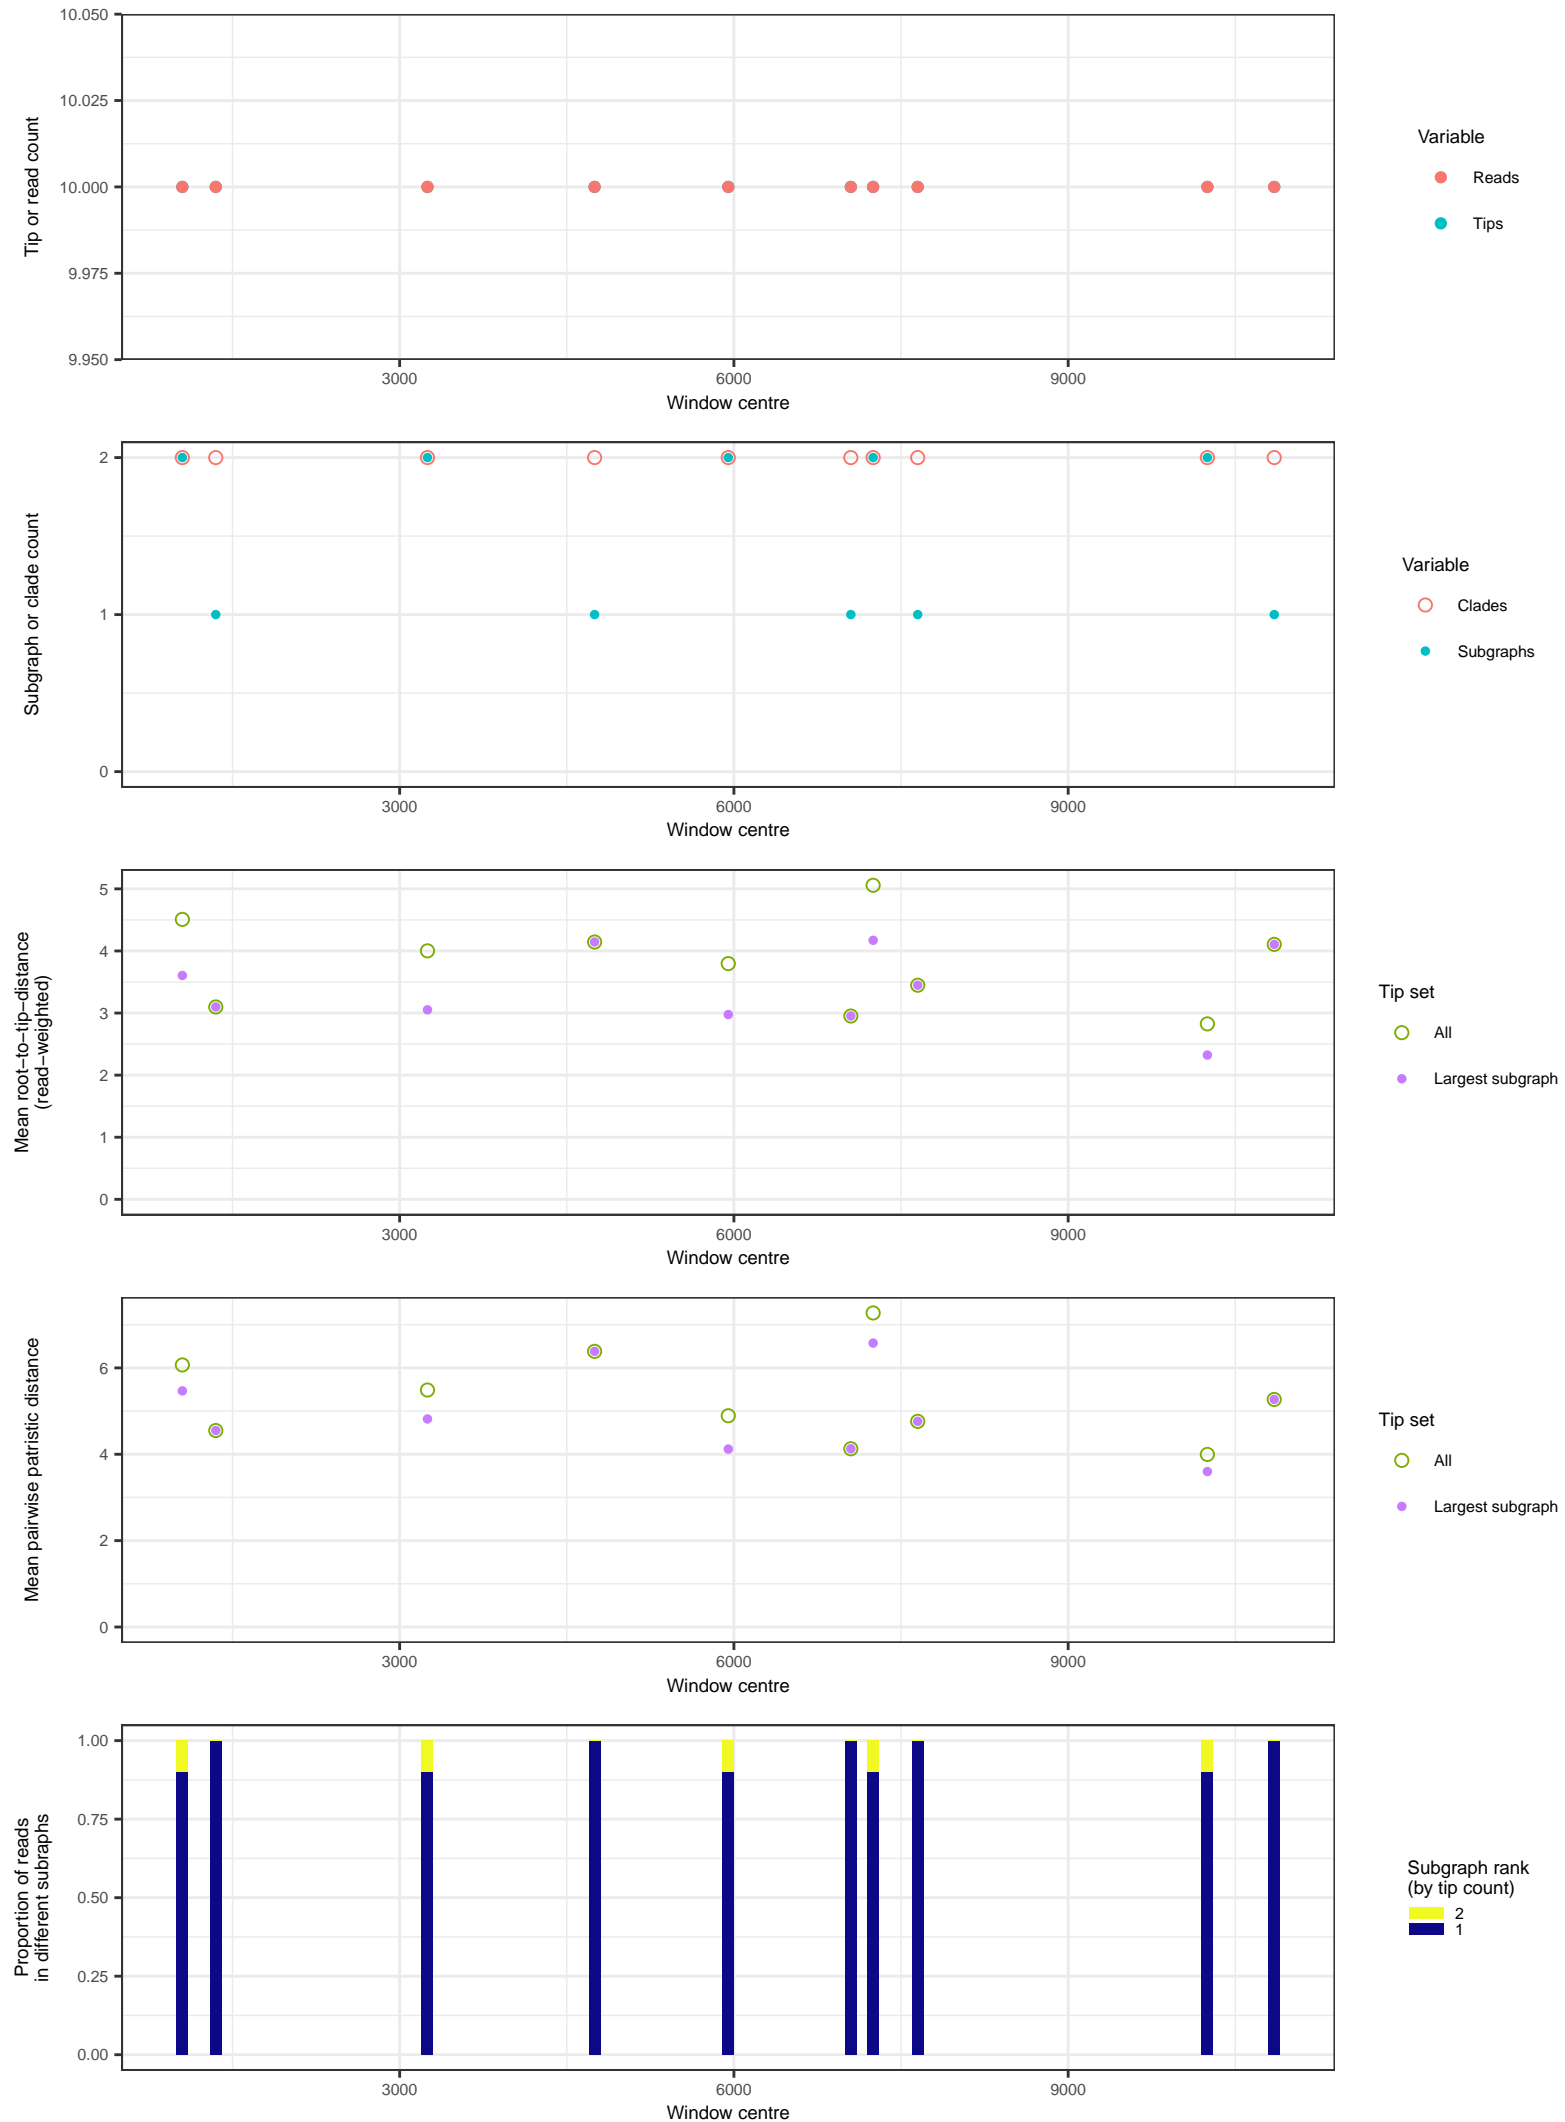 10.050
10.025
10.000
9.975
9.950
Tip or read count
3000
6000
9000
Window centre
Variable
Reads
Tips
2
1
0
Subgraph or clade count
3000
6000
9000
Window centre
Variable
Clades
Subgraphs
5
4
3
2
1
0
Mean root−to−tip−distance
(read−weighted)
3000
6000
9000
Window centre
Tip set
All
Largest subgraph
6
4
2
0
Mean pairwise patristic distance
3000
6000
9000
Window centre
Tip set
All
Largest subgraph
1.00
0.75
0.50
0.25
0.00
Proportion of reads
in different subraphs
3000
6000
9000
Window centre
Subgraph rank
(by tip count)
2
1